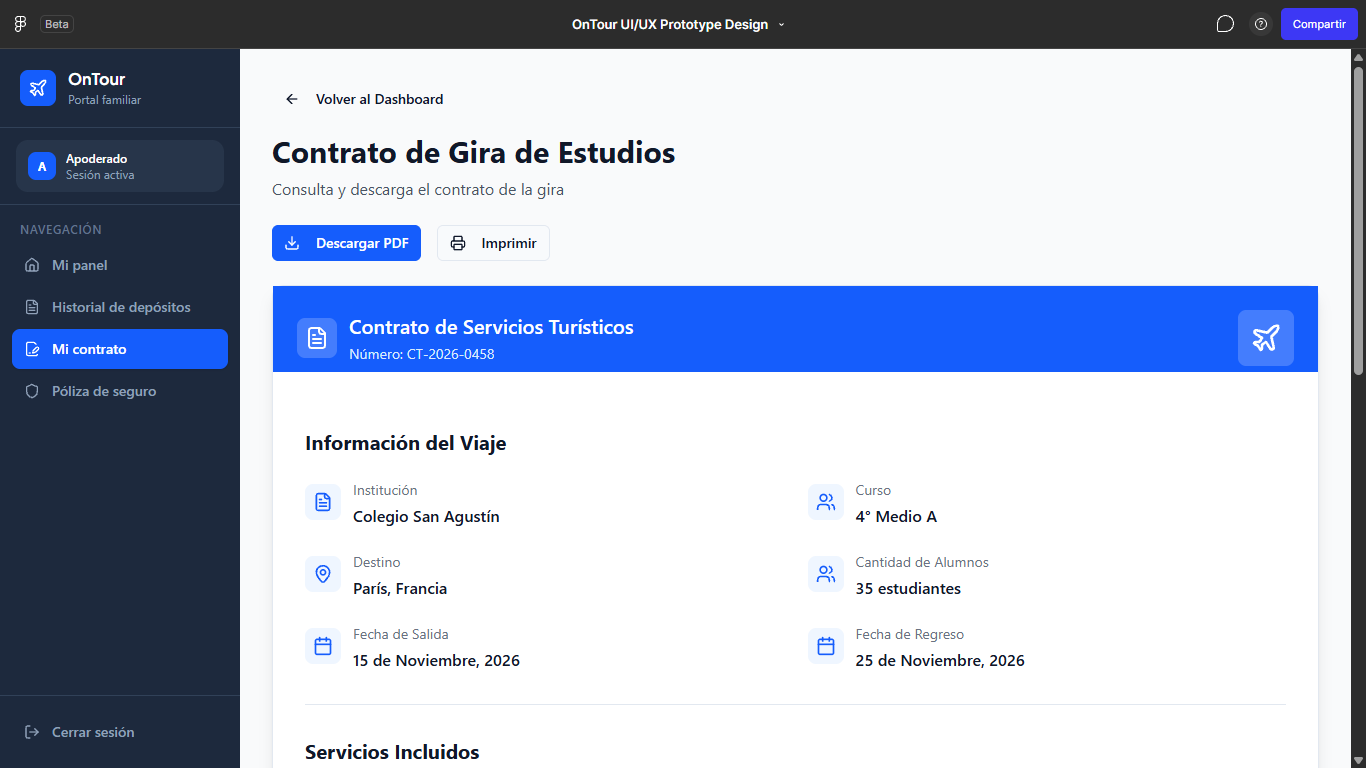 Beta
OnTour UI/UX Prototype Design
Compartir
OnTour
Portal familiar
A
Apoderado
Sesión activa
NAVEGACIÓN
Mi panel
Historial de depósitos
Mi contrato
Póliza de seguro
Cerrar sesión
Volver al Dashboard
Contrato de Gira de Estudios
Consulta y descarga el contrato de la gira
Descargar PDF
Imprimir
Contrato de Servicios Turísticos
Número: CT-2026-0458
Información del Viaje
Institución
Colegio San Agustín
Curso
4° Medio A
Destino
París, Francia
Cantidad de Alumnos
35 estudiantes
Fecha de Salida
15 de Noviembre, 2026
Fecha de Regreso
25 de Noviembre, 2026
Servicios Incluidos